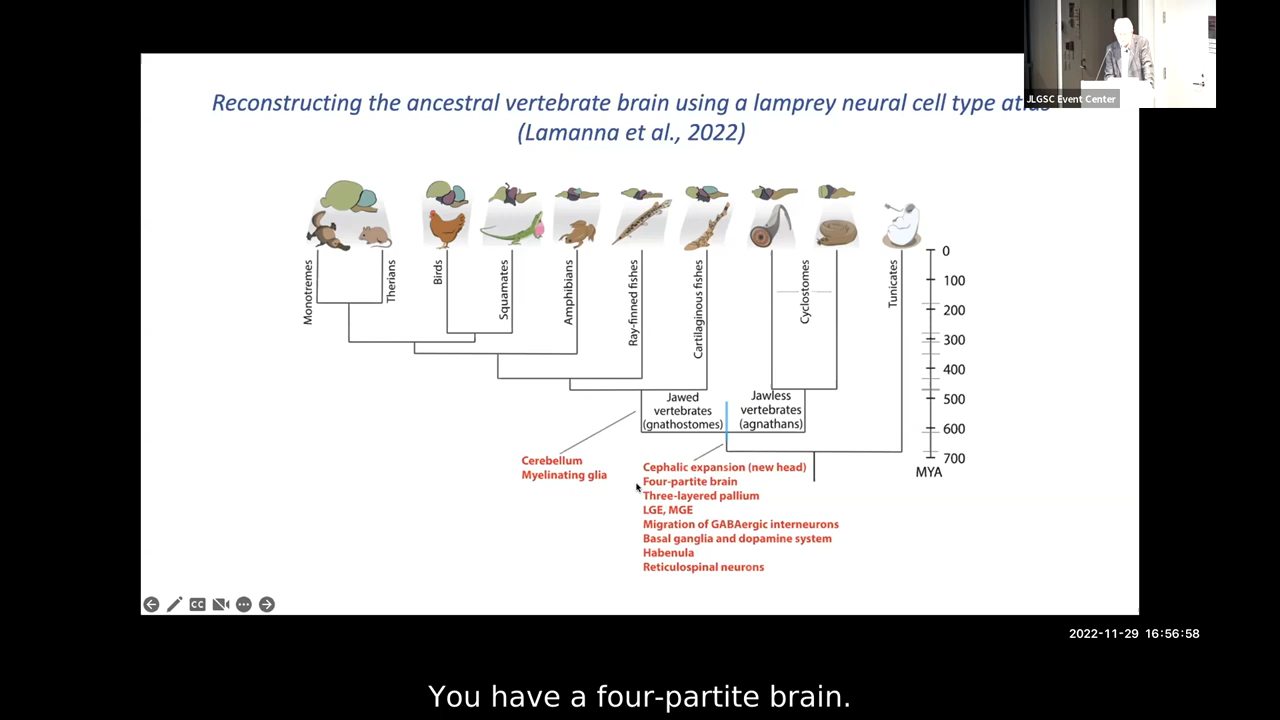 JLGSC Event Center
Reconstructing the ancestral vertebrate brain using a lamprey neural cell type atlas
(Lamanna et al., 2022)
Monotremes
Therians
Birds
Squamates
Amphibians
Ray-finned fishes
Cartilaginous fishes
Cyclostomes
Tunicates
0
100
200
300
400
500
600
700
MYA
Jawed
vertebrates
(gnathostomes)
Jawless
vertebrates
(agnathans)
Cerebellum
Myelinating glia
Cephalic expansion (new head)
Four-partite brain
Three-layered pallium
LGE, MGE
Migration of GABAergic interneurons
Basal ganglia and dopamine system
Habenula
Reticulospinal neurons
CC
2022-11-29 16:56:58
You have a four-partite brain.